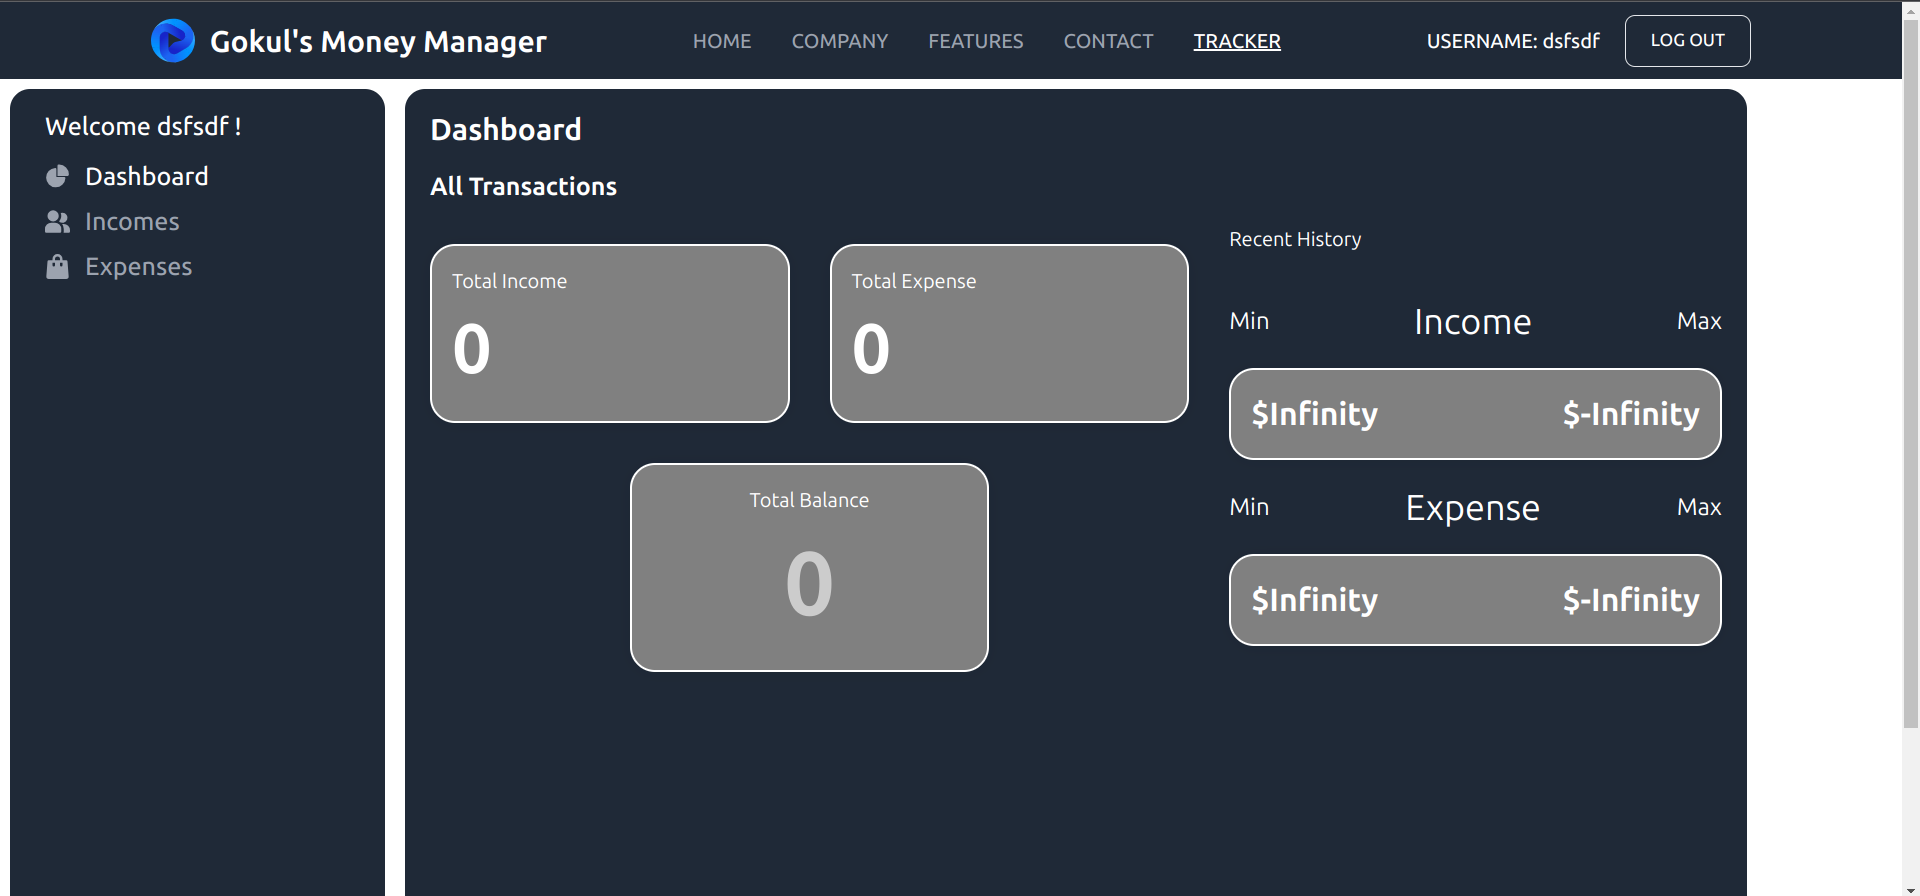 Gokul's Money Manager
HOME COMPANY FEATURES CONTACT TRACKER
USERNAME: dsfsdf
LOG OUT
Welcome dsfsdf !
Dashboard
Incomes
Expenses
Dashboard
All Transactions
Total Income
0
Total Expense
0
Total Balance
0
Recent History
Min Income Max
$Infinity $-Infinity
Min Expense Max
$Infinity $-Infinity